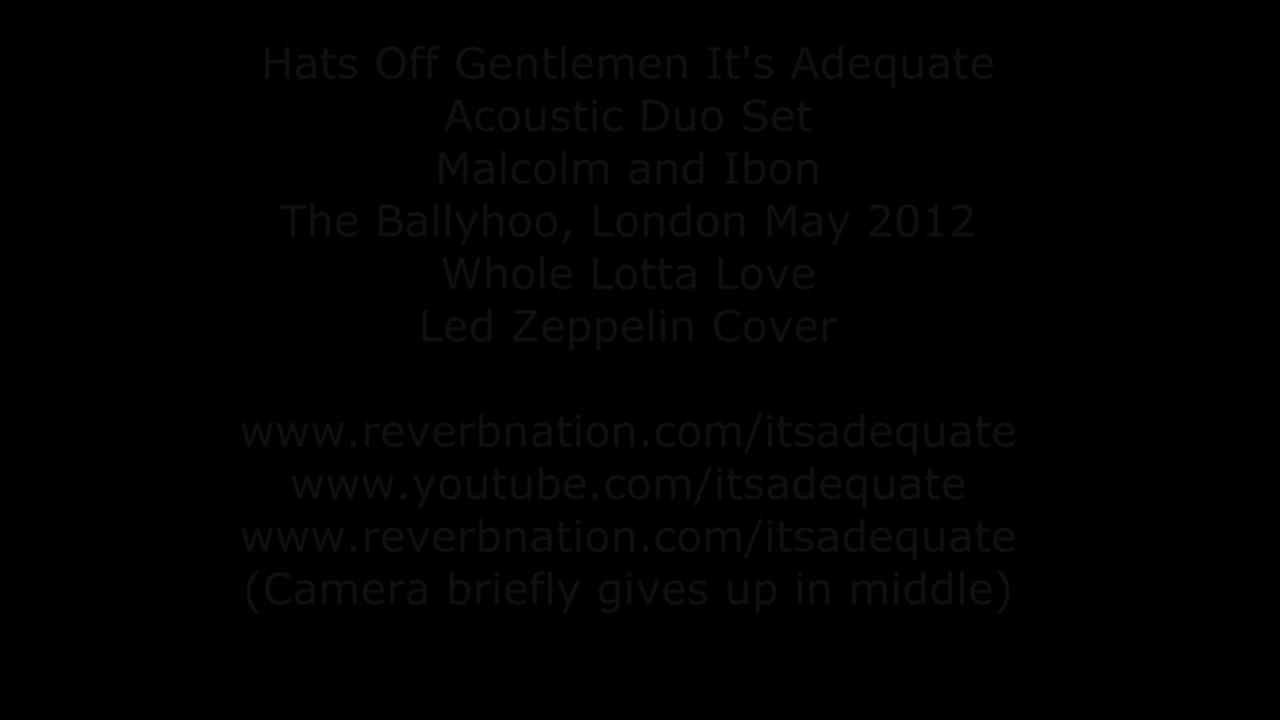 Hats Off Gentlemen It's Adequate
Acoustic Duo Set
Malcolm and Ibon
The Ballyhoo, London May 2012
Whole Lotta Love
Led Zeppelin Cover
www.reverbnation.com/itsadequate
www.youtube.com/itsadequate
www.reverbnation.com/itsadequate
(Camera briefly gives up in middle)